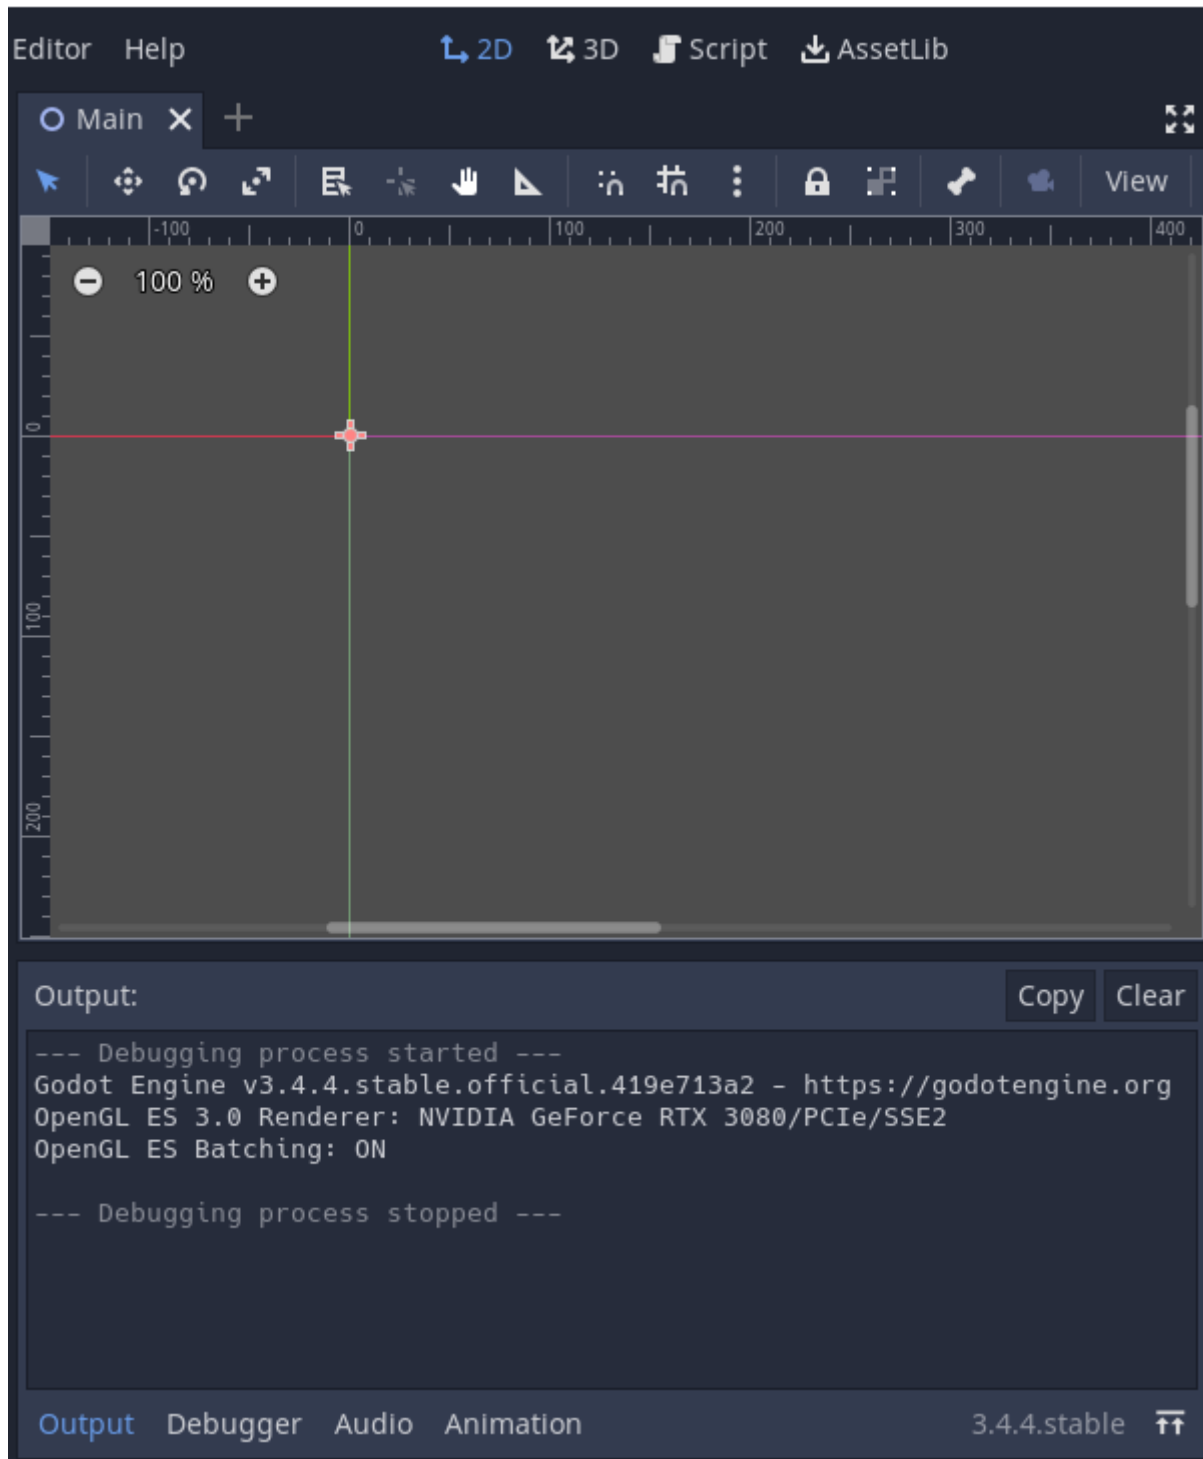 Editor Help 2D 3D Script AssetLib
Main
View
-100 0 100 200 300 400
100 %
0
100
200
Output: Copy Clear
--- Debugging process started ---
Godot Engine v3.4.4.stable.official.419e713a2 - https://godotengine.org
OpenGL ES 3.0 Renderer: NVIDIA GeForce RTX 3080/PCIe/SSE2
OpenGL ES Batching: ON
--- Debugging process stopped ---
Output Debugger Audio Animation 3.4.4.stable